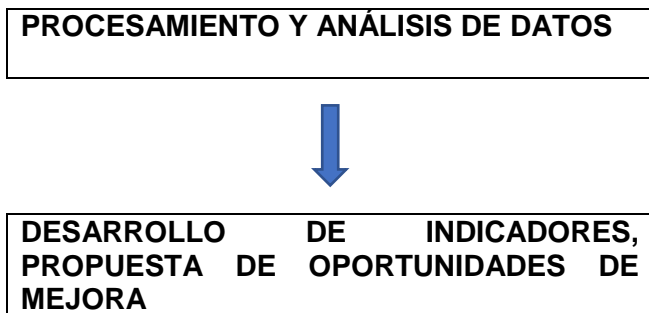 PROCESAMIENTO Y ANÁLISIS DE DATOS
DESARROLLO DE INDICADORES,
PROPUESTA DE OPORTUNIDADES DE
MEJORA